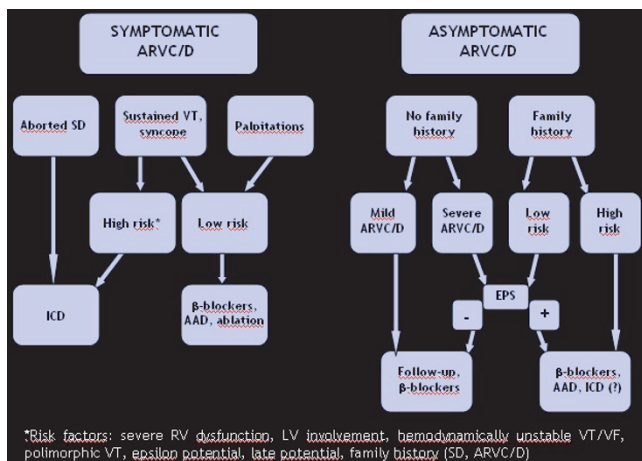 SYMPTOMATIC
ARVC/D
ASYMPTOMATIC
ARVC/D
Aborted SD
Sustained VT,
syncope
Palpitations
No family
history
Family
history
High risk*
Low risk
Mild
ARVC/D
Severe
ARVC/D
Low
risk
High
risk
ICD
β-blockers,
AAD, ablation
EPS
-
+
Follow-up,
β-blockers
β-blockers,
AAD, ICD (?)
*Risk factors: severe RV dysfunction, LV involvement, hemodynamically unstable VT/VF,
polimorphic VT, epsilon potential, late potential, family history (SD, ARVC/D)